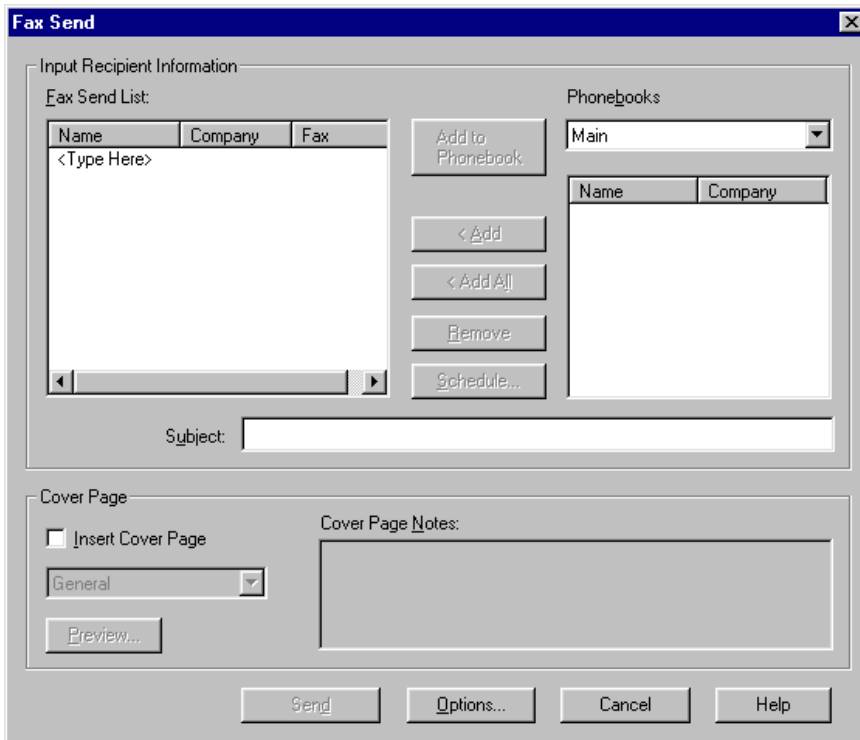 Fax Send
Input Recipient Information
Fax Send List:
Phonebooks
Name Company Fax
<Type Here>
Add to
Phonebook
Main
Name Company
< Add
< Add All
Remove
Schedule...
Subject:
Cover Page
Insert Cover Page
Cover Page Notes:
General
Preview...
Send Options... Cancel Help